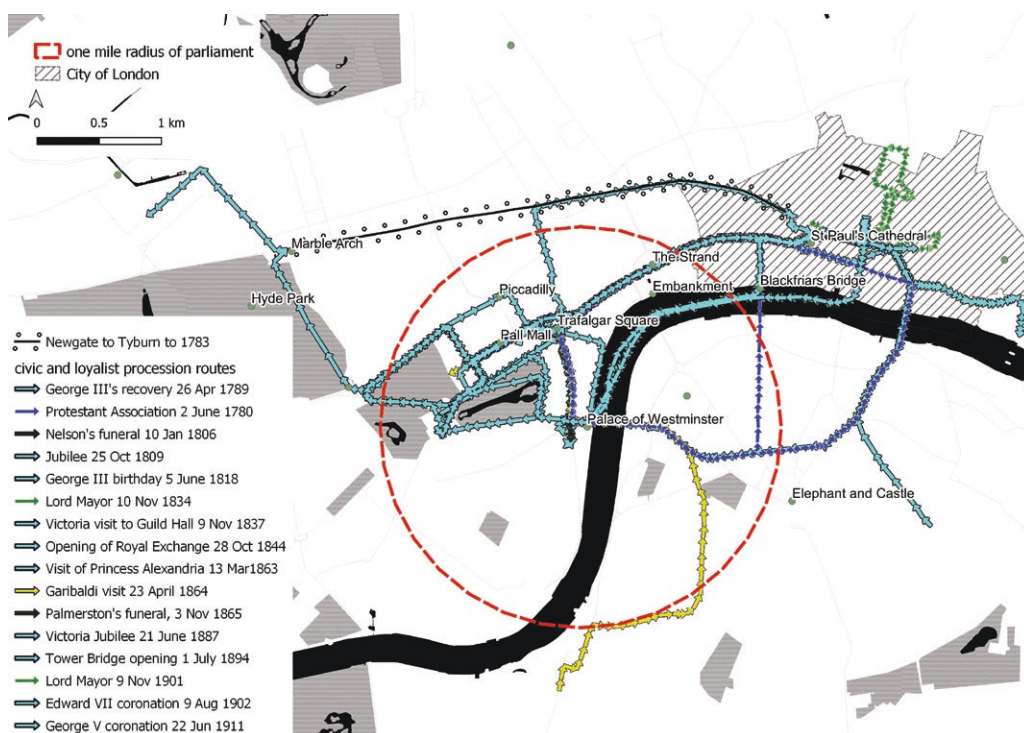 one mile radius of parliament
City of London
0 0.5 1 km
St Paul's Cathedral
Marble Arch
The Strand
Hyde Park
Piccadilly
Embankment
Blackfriars Bridge
Trafalgar Square
Pall Mall
Newgate to Tyburn to 1783
civic and loyalist procession routes
George III's recovery 26 Apr 1789
Protestant Association 2 June 1780
Palace of Westminster
Nelson's funeral 10 Jan 1806
Jubilee 25 Oct 1809
George III birthday 5 June 1818
Elephant and Castle
Lord Mayor 10 Nov 1834
Victoria visit to Guild Hall 9 Nov 1837
Opening of Royal Exchange 28 Oct 1844
Visit of Princess Alexandria 13 Mar1863
Garibaldi visit 23 April 1864
Palmerston's funeral, 3 Nov 1865
Victoria Jubilee 21 June 1887
Tower Bridge opening 1 July 1894
Lord Mayor 9 Nov 1901
Edward VII coronation 9 Aug 1902
George V coronation 22 Jun 1911